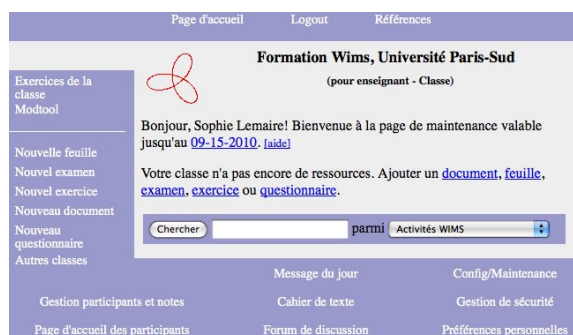 Page d'accueil Logout Références
Formation Wims, Université Paris-Sud
(pour enseignant - Classe)
Exercices de la
classe
Modtool
Nouvelle feuille
Nouvel examen
Nouvel exercice
Nouveau document
Nouveau
questionnaire
Autres classes
Bonjour, Sophie Lemaire! Bienvenue à la page de maintenance valable
jusqu'au 09-15-2010. [aide]
Votre classe n'a pas encore de ressources. Ajouter un document, feuille,
examen, exercice ou questionnaire.
Chercher parmi Activités WIMS
Message du jour Config/Maintenance
Gestion participants et notes Cahier de texte Gestion de sécurité
Page d'accueil des participants Forum de discussion Préférences personnelles